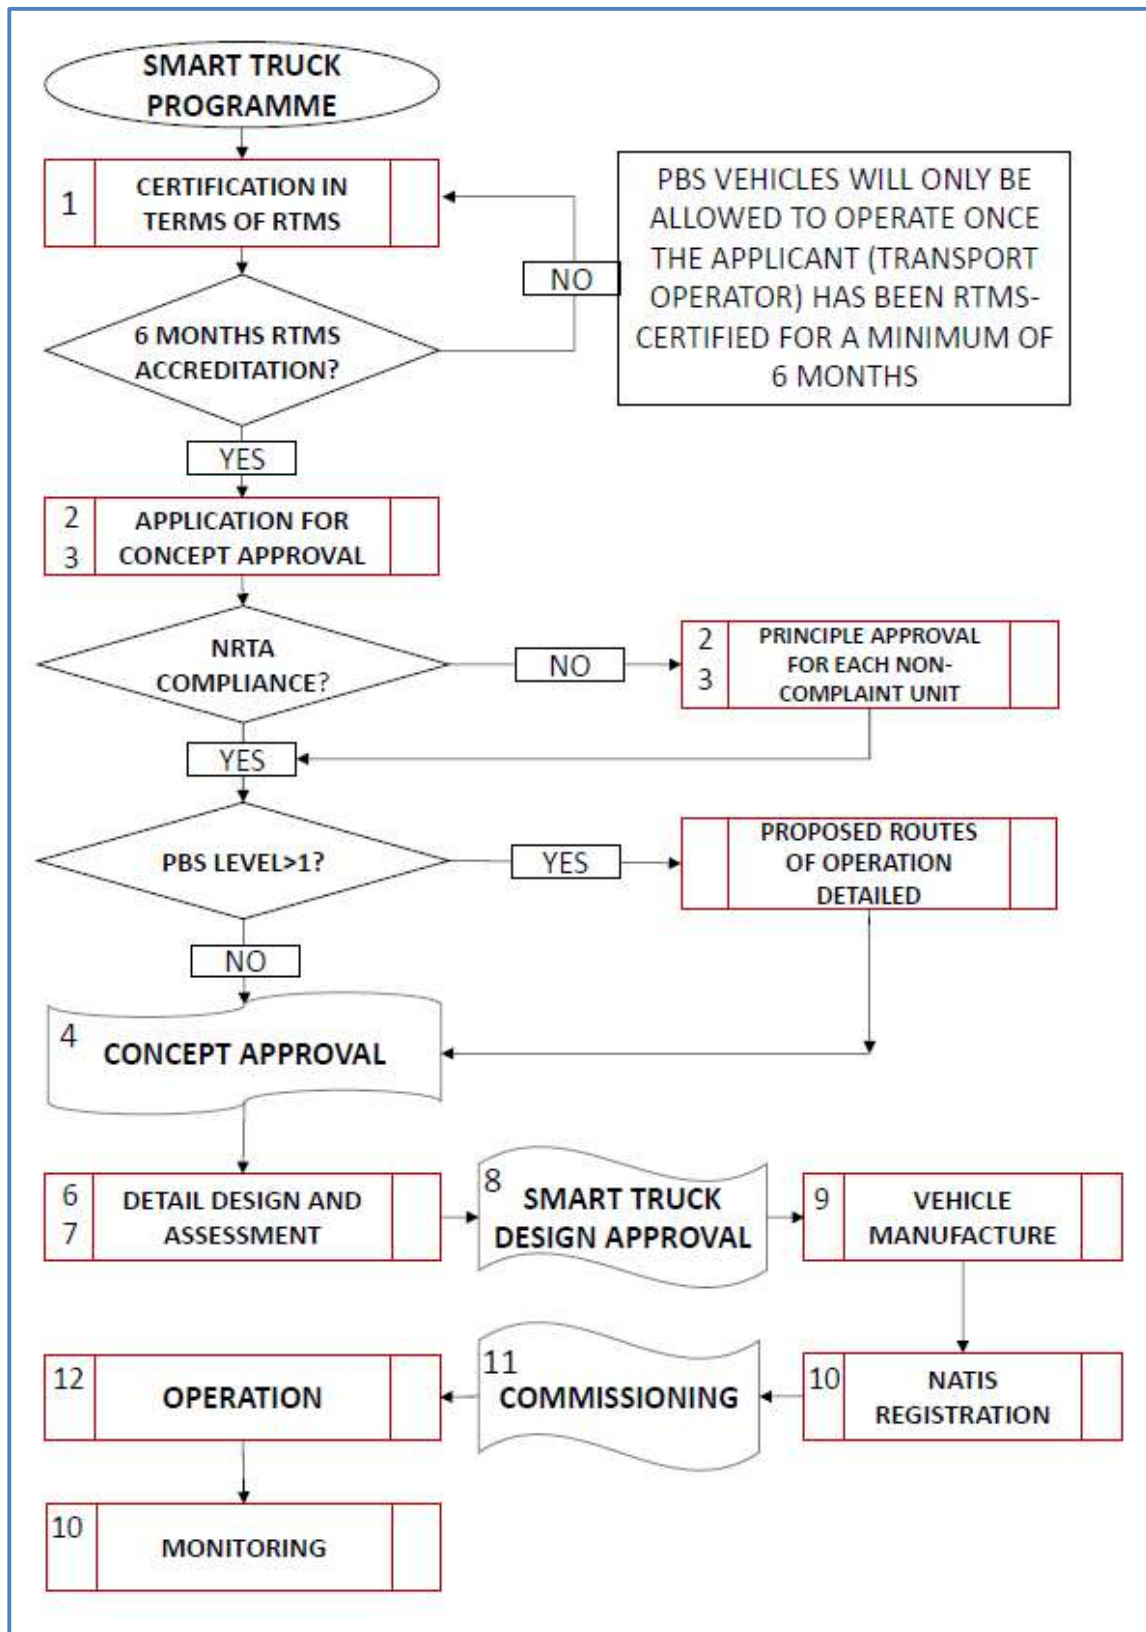 SMART TRUCK
PROGRAMME
1
CERTIFICATION IN
TERMS OF RTMS
PBS VEHICLES WILL ONLY BE
ALLOWED TO OPERATE ONCE
THE APPLICANT (TRANSPORT
OPERATOR) HAS BEEN RTMS-
CERTIFIED FOR A MINIMUM OF
6 MONTHS
NO
6 MONTHS RTMS
ACCREDITATION?
YES
2
3
APPLICATION FOR
CONCEPT APPROVAL
NRTA
COMPLIANCE?
NO
2
3
PRINCIPLE APPROVAL
FOR EACH NON-
COMPLAINT UNIT
YES
PBS LEVEL>1?
YES
PROPOSED ROUTES
OF OPERATION
DETAILED
NO
4
CONCEPT APPROVAL
6
7
DETAIL DESIGN AND
ASSESSMENT
8
SMART TRUCK
DESIGN APPROVAL
9
VEHICLE
MANUFACTURE
10
NATIS
REGISTRATION
11
COMMISSIONING
12
OPERATION
10
MONITORING